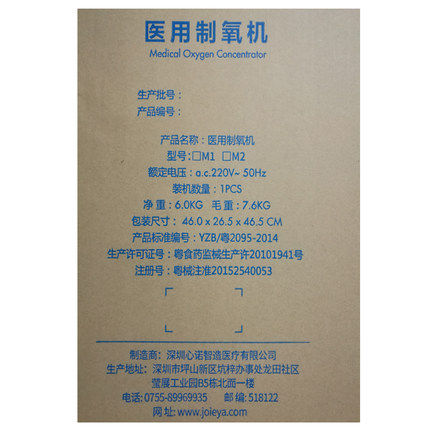 医用制氧机
Medical Oxygen Concentrator
生产批号：
产品编号：
产品名称：医用制氧机
型号：□M1 □M2
额定电压：a.c.220V~ 50Hz
装机数量：1PCS
净 重：6.0KG 毛 重：7.6KG
包装尺寸： 46.0 x 26.5 x 46.5 CM
产品标准编号：YZB/粤2095-2014
生产许可证号：粤食药监械生产许20101941号
注册号：粤械注准20152540053
制造商：深圳心诺智造医疗有限公司
生产地址：深圳市坪山新区坑梓办事处龙田社区
莹展工业园B5栋北面一楼
电话:0755-89969935 邮 编: 518122
网 址: www.joleya.com